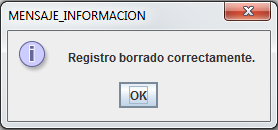 MENSAJE_INFORMACION
Registro borrado correctamente.
OK